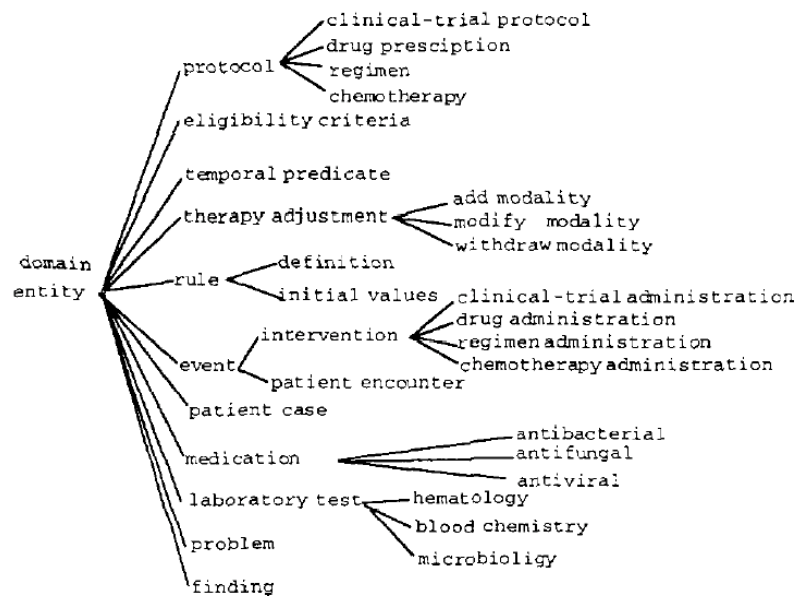 clinical-trial protocol
drug presciption
protocol
regimen
chemotherapy
eligibility criteria
temporal predicate
add modality
therapy adjustment
modify modality
withdraw modality
domain
entity
definition
rule
initial values
clinical-trial administration
intervention
drug administration
regimen administration
event
chemotherapy administration
patient encounter
patient case
antibacterial
medication
antifungal
antiviral
laboratory test
hematology
blood chemistry
problem
microbioligy
finding